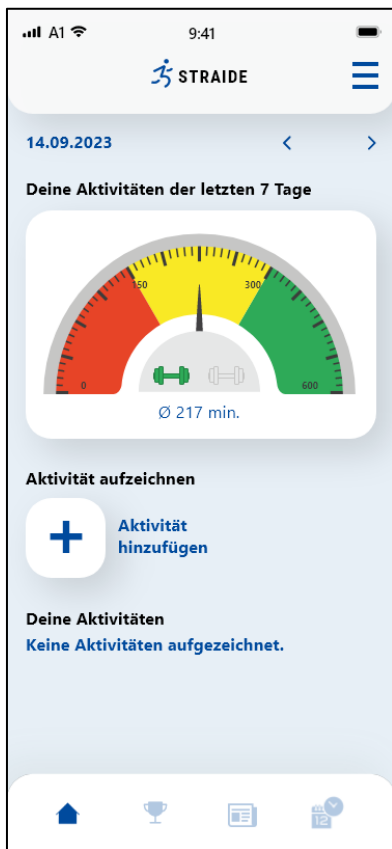 A1 9:41
STRAIDE
14.09.2023
Deine Aktivitäten der letzten 7 Tage
150 300
0 600
Ø 217 min.
Aktivität aufzeichnen
Aktivität
hinzufügen
Deine Aktivitäten
Keine Aktivitäten aufgezeichnet.
12